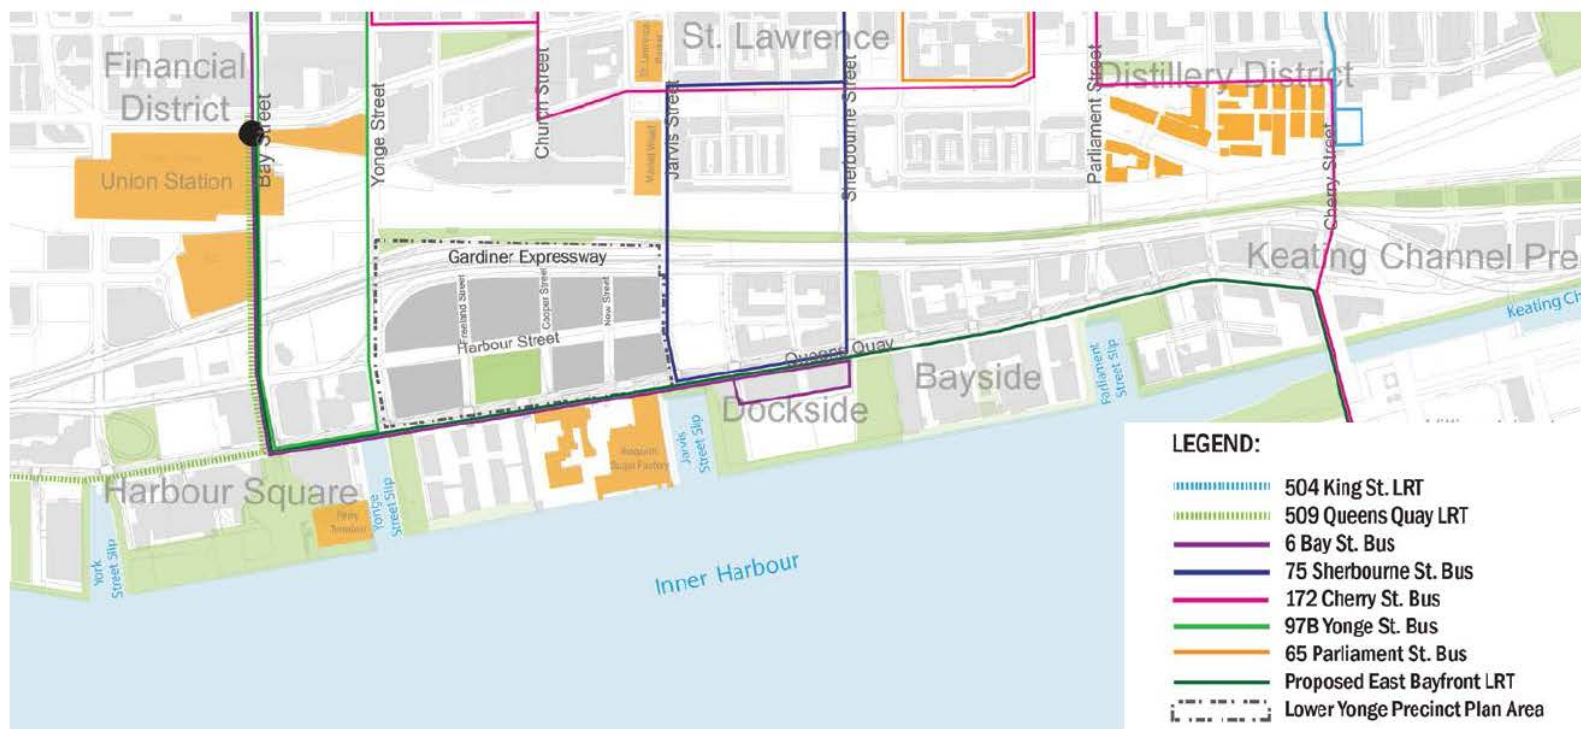 St. Lawrence
Financial
District
Distillery District
Bay Street
Yonge Street
Church Street
Jarvis Street
Sherbourne Street
Parliament Street
Cherry Street
Union Station
Gardiner Expressway
Keating Channel Pre
Freeland Street
Cooper Street
New Street
Harbour Street
Queens Quay
Keating Ch
Bayside
Dockside
Parliament
Street Slip
Jarvis
Street Slip
Harbour Square
Yonge
Street Slip
York
Street Slip
Ferry
Terminal
Sugar Factory
Inner Harbour
LEGEND:
504 King St. LRT
509 Queens Quay LRT
6 Bay St. Bus
75 Sherbourne St. Bus
172 Cherry St. Bus
97B Yonge St. Bus
65 Parliament St. Bus
Proposed East Bayfront LRT
Lower Yonge Precinct Plan Area